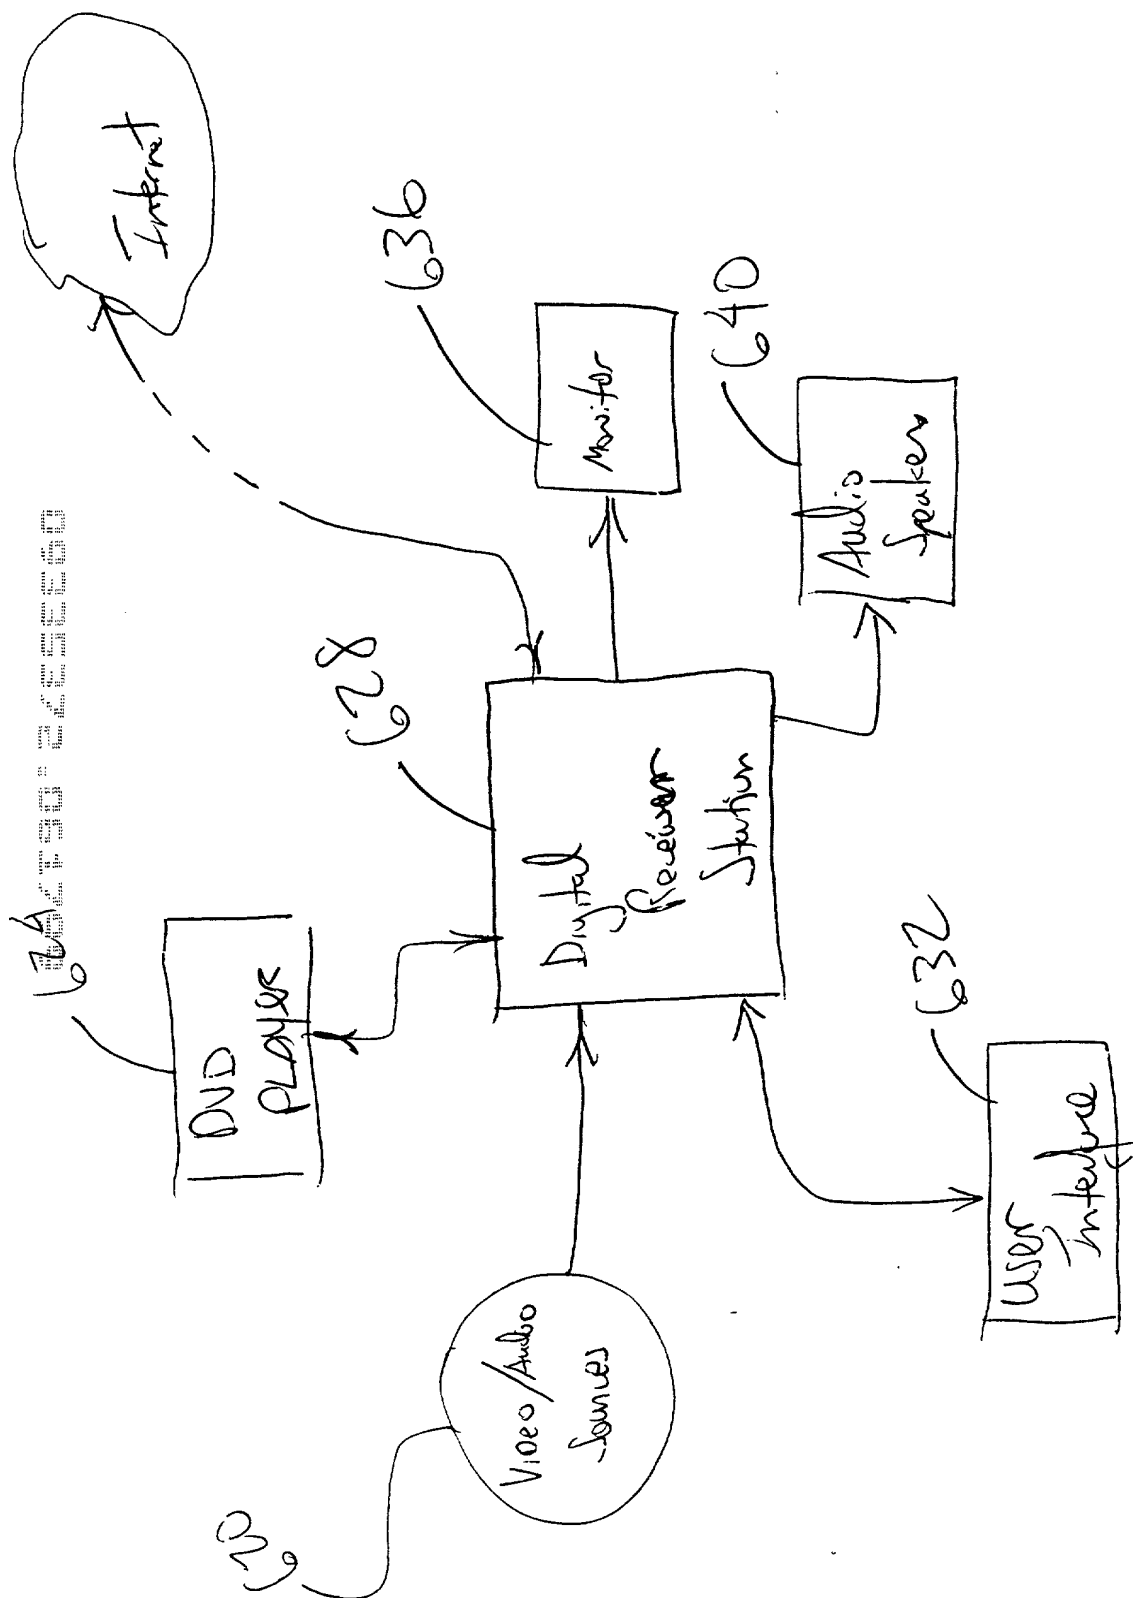 Internet
624
DVD
PLAYER
628
636
Monitor
Digital
Receiver
Station
640
Audio
Speakers
620
Video/Audio
Sources
632
User
Interface